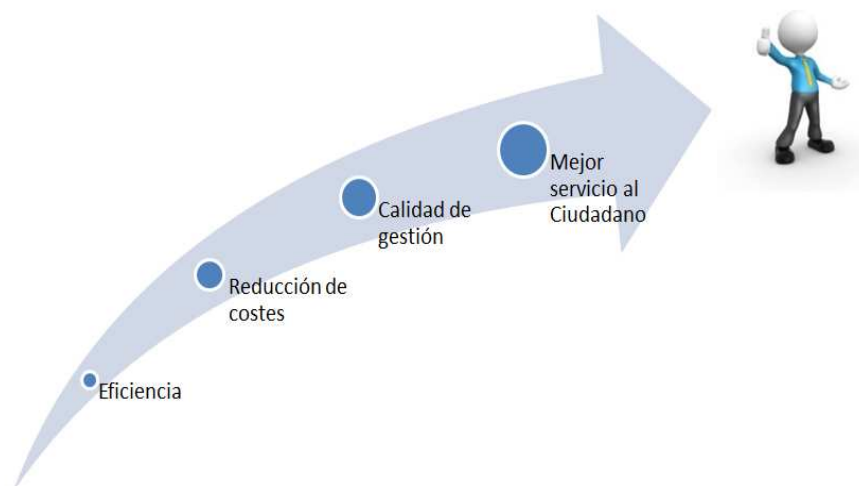 Mejor
servicio al
Ciudadano
Calidad de
gestión
Reducción de
costes
Eficiencia